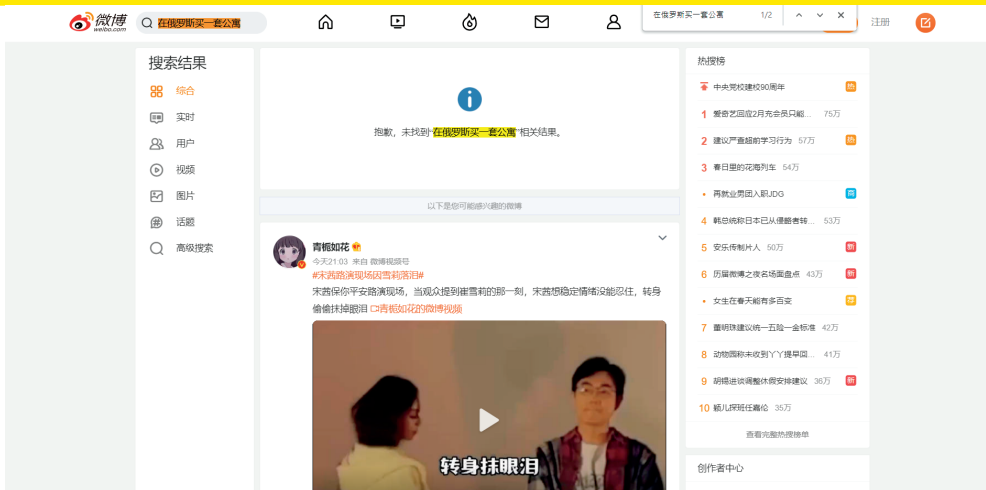 微博
weibo.com
在俄罗斯买一套公寓
在俄罗斯买一套公寓
1/2
注册
搜索结果
综合
实时
用户
视频
图片
话题
高级搜索
抱歉，未找到“在俄罗斯买一套公寓”相关结果。
以下是您可能感兴趣的微博
青栀如花
今天21:03 来自 微博视频号
#宋茜路演现场因雪莉落泪#
宋茜保你平安路演现场，当观众提到崔雪莉的那一刻，宋茜想稳定情绪没能忍住，转身
偷偷抹掉眼泪 青栀如花的微博视频
转身抹眼泪
热搜榜
中央党校建校90周年 热
1 爱奇艺回应2月充会员只能... 75万
2 建议严查超前学习行为 57万 热
3 春日里的花海列车 54万
再就业男团入职JDG 商
4 韩总统称日本已从侵略者转... 53万
5 安乐传制片人 50万 新
6 历届微博之夜名场面盘点 43万 新
女生在春天能有多百变 荐
7 董明珠建议统一五险一金标准 42万
8 动物园称未收到丫丫提早回... 41万
9 胡锡进谈调整休假安排建议 36万 新
10 颖儿探班任嘉伦 35万
查看完整热搜榜单
创作者中心